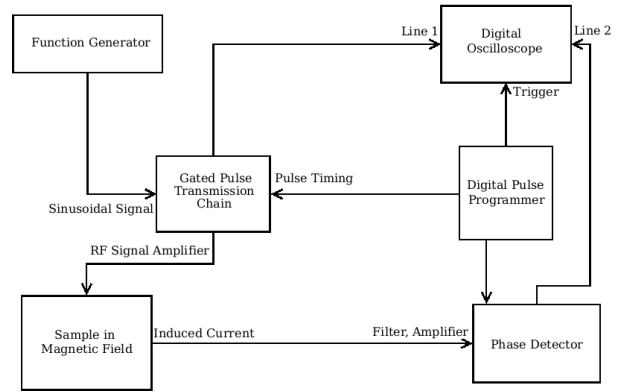 Function Generator
Line 1
Digital
Oscilloscope
Line 2
Trigger
Gated Pulse
Transmission
Chain
Pulse Timing
Digital Pulse
Programmer
Sinusoidal Signal
RF Signal Amplifier
Sample in
Magnetic Field
Induced Current
Filter, Amplifier
Phase Detector